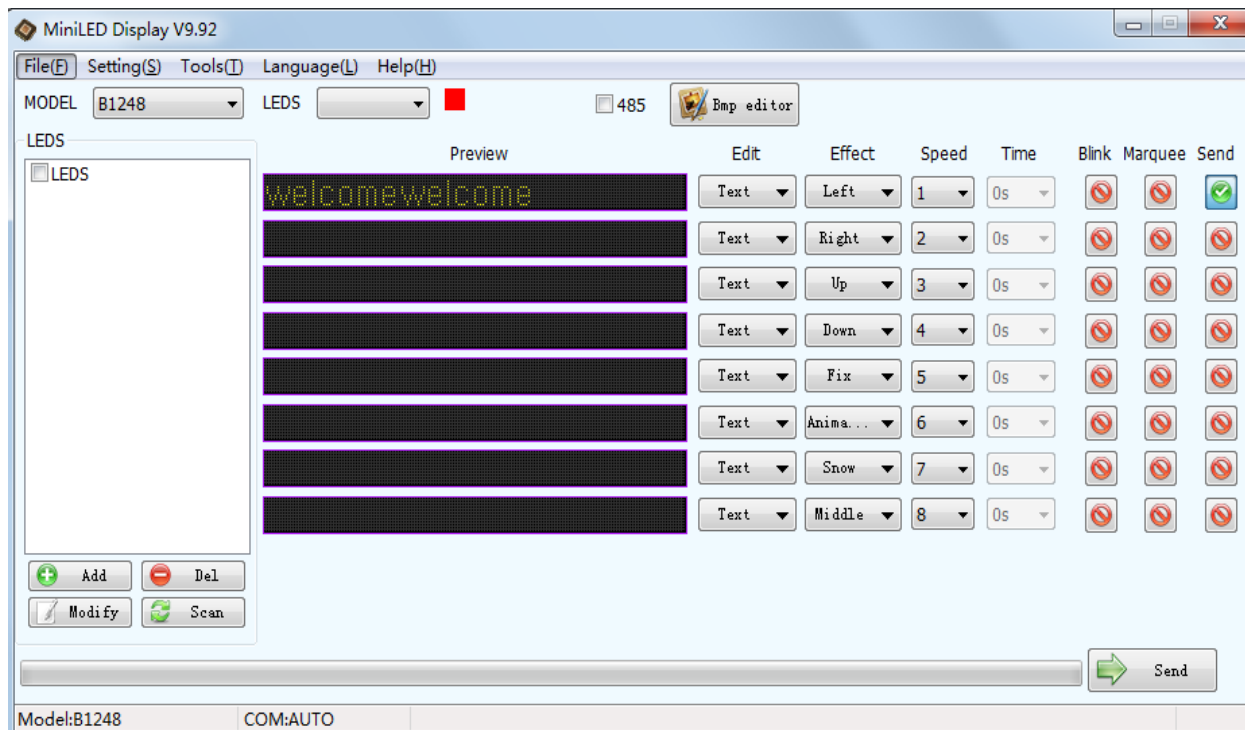 MiniLED Display V9.92
File(F) Setting(S) Tools(T) Language(L) Help(H)
MODEL B1248 LEDS 485 Bmp editor
LEDS
Preview Edit Effect Speed Time Blink Marquee Send
LEDS
welcomewelcome Text Left 1 0s
Text Right 2 0s
Text Up 3 0s
Text Down 4 0s
Text Fix 5 0s
Text Anima... 6 0s
Text Snow 7 0s
Text Middle 8 0s
Add Del
Modify Scan
Send
Model:B1248 COM:AUTO